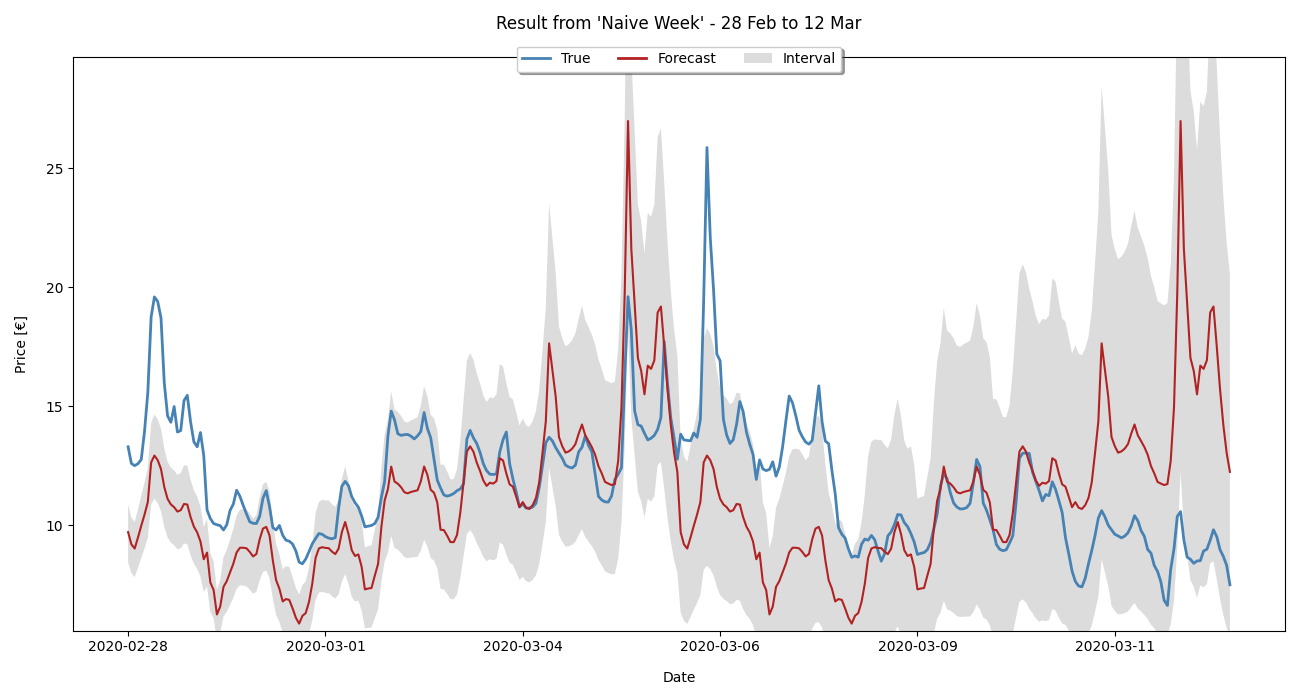 Result from 'Naive Week' - 28 Feb to 12 Mar
True Forecast Interval
25
20
15
10
Price [€]
2020-02-28 2020-03-01 2020-03-04 2020-03-06 2020-03-09 2020-03-11
Date